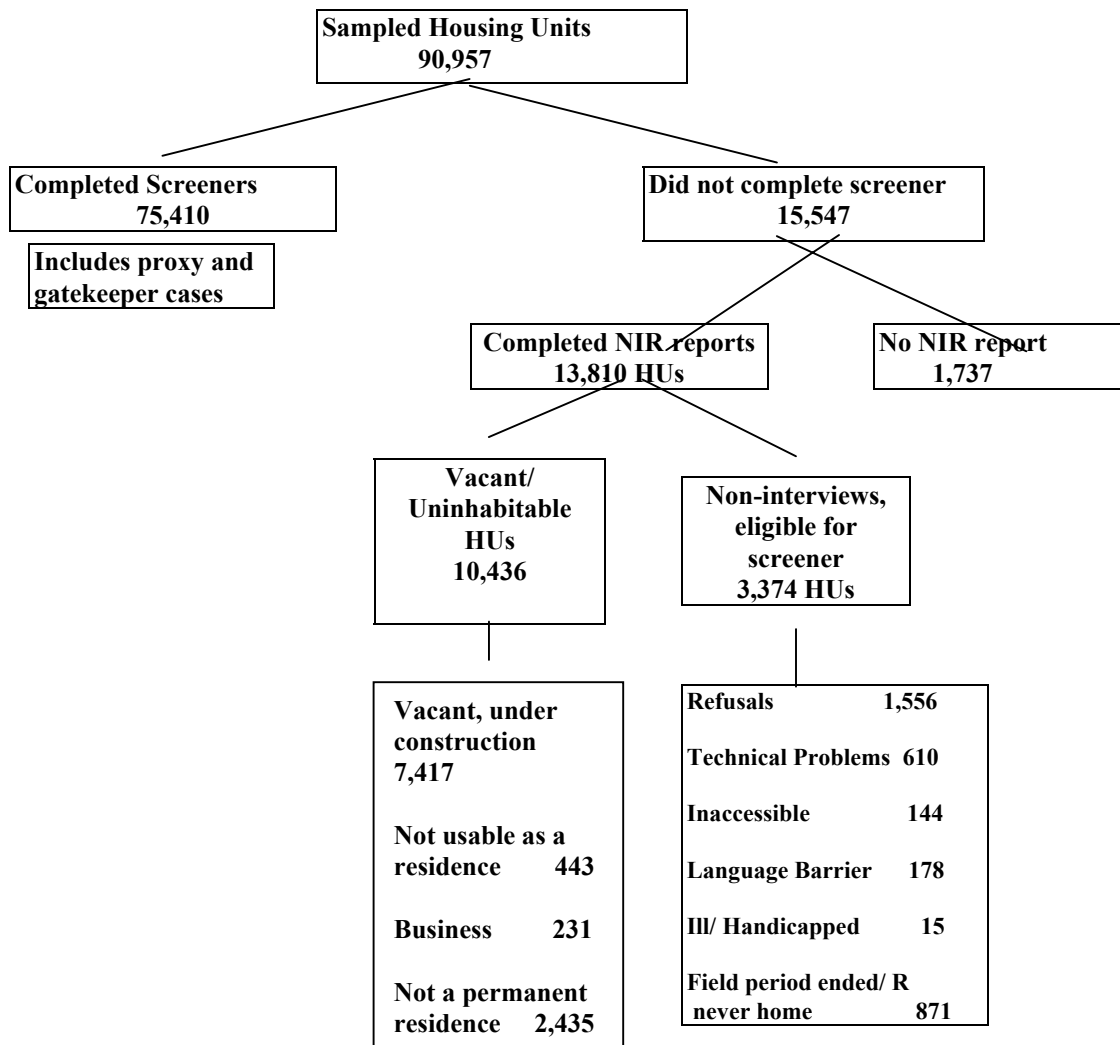 Sampled Housing Units
90,957
Completed Screeners
75,410
Includes proxy and
gatekeeper cases
Did not complete screener
15,547
Completed NIR reports
13,810 HUs
No NIR report
1,737
Vacant/
Uninhabitable
HUs
10,436
Non-interviews,
eligible for
screener
3,374 HUs
Vacant, under
construction
7,417
Not usable as a
residence 443
Business 231
Not a permanent
residence 2,435
Refusals 1,556
Technical Problems 610
Inaccessible 144
Language Barrier 178
Ill/ Handicapped 15
Field period ended/ R
never home 871